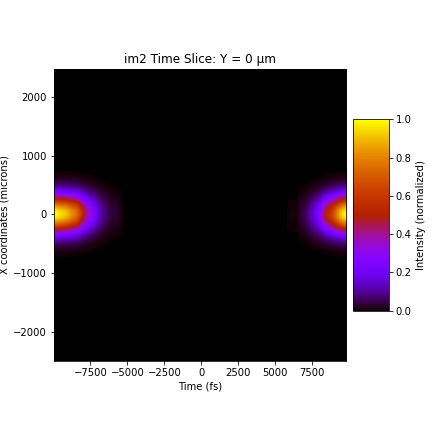 im2 Time Slice: Y = 0 μm
X coordinates (microns)
2000
1000
0
−1000
−2000
−7500 −5000 −2500 0 2500 5000 7500
Time (fs)
1.0
0.8
0.6
0.4
0.2
0.0
Intensity (normalized)